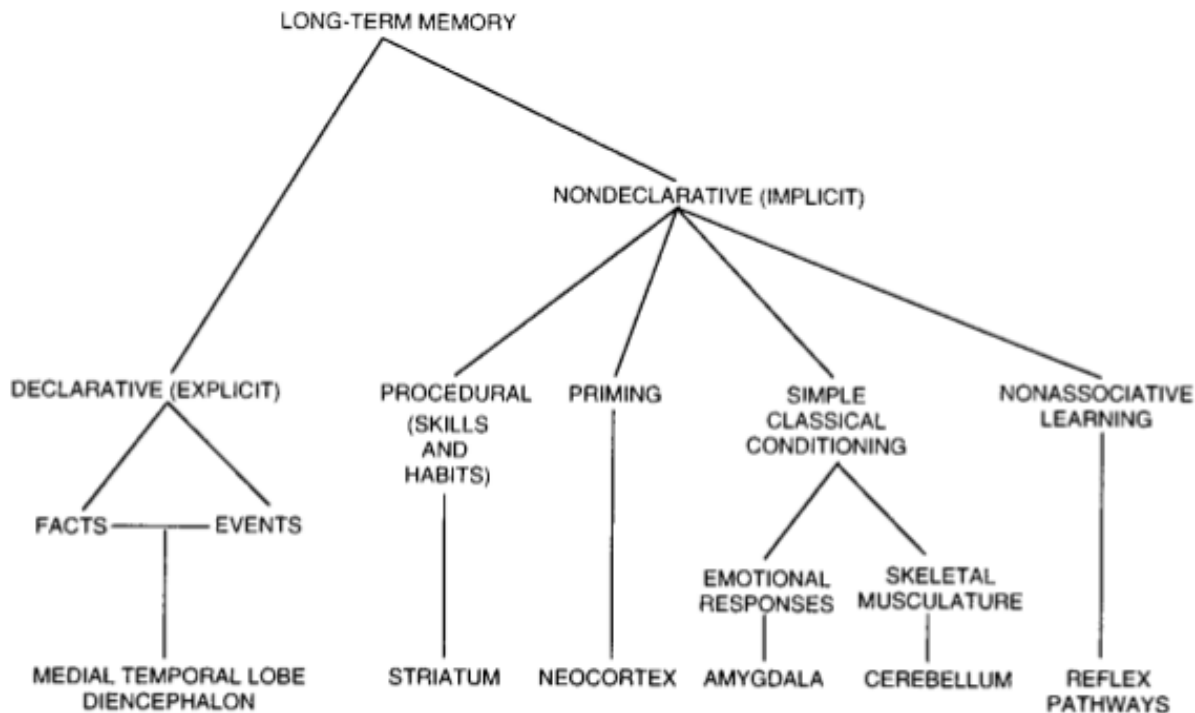 LONG-TERM MEMORY
NONDECLARATIVE (IMPLICIT)
DECLARATIVE (EXPLICIT)
PROCEDURAL
(SKILLS
AND
HABITS)
PRIMING
SIMPLE
CLASSICAL
CONDITIONING
NONASSOCIATIVE
LEARNING
FACTS
EVENTS
EMOTIONAL
RESPONSES
SKELETAL
MUSCULATURE
MEDIAL TEMPORAL LOBE
DIENCEPHALON
STRIATUM
NEOCORTEX
AMYGDALA
CEREBELLUM
REFLEX
PATHWAYS